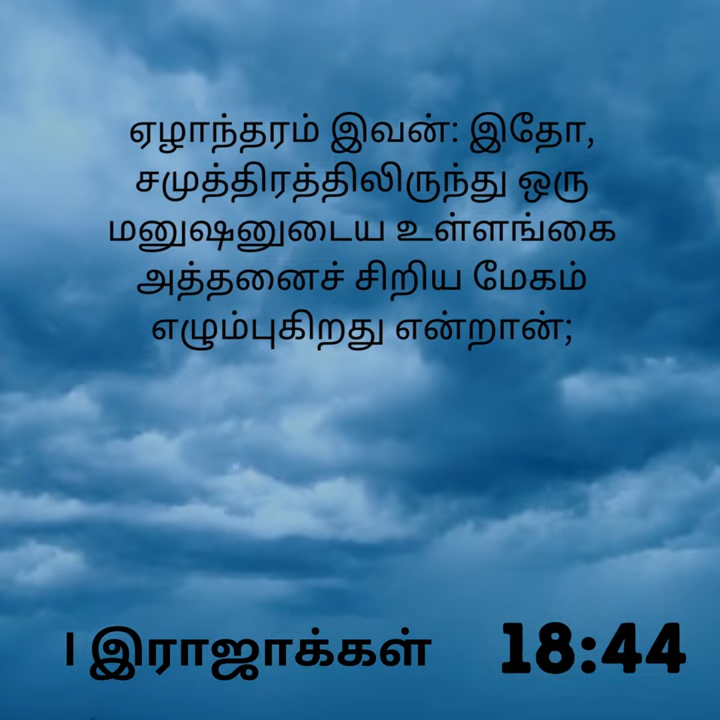 ஏழாந்தரம் இவன்: இதோ,
சமுத்திரத்திலிருந்து ஒரு
மனுஷனுடைய உள்ளங்கை
அத்தனைச் சிறிய மேகம்
எழும்புகிறது என்றான்;
I இராஜாக்கள் 18:44